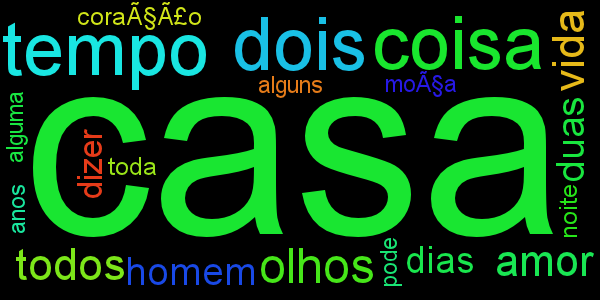 coraÃ§Ã£o
tempo
dois
coisa
vida
alguns
moÃ§a
casa
alguma
dizer
toda
duas
anos
noite
todos
homem
olhos
pode
dias
amor